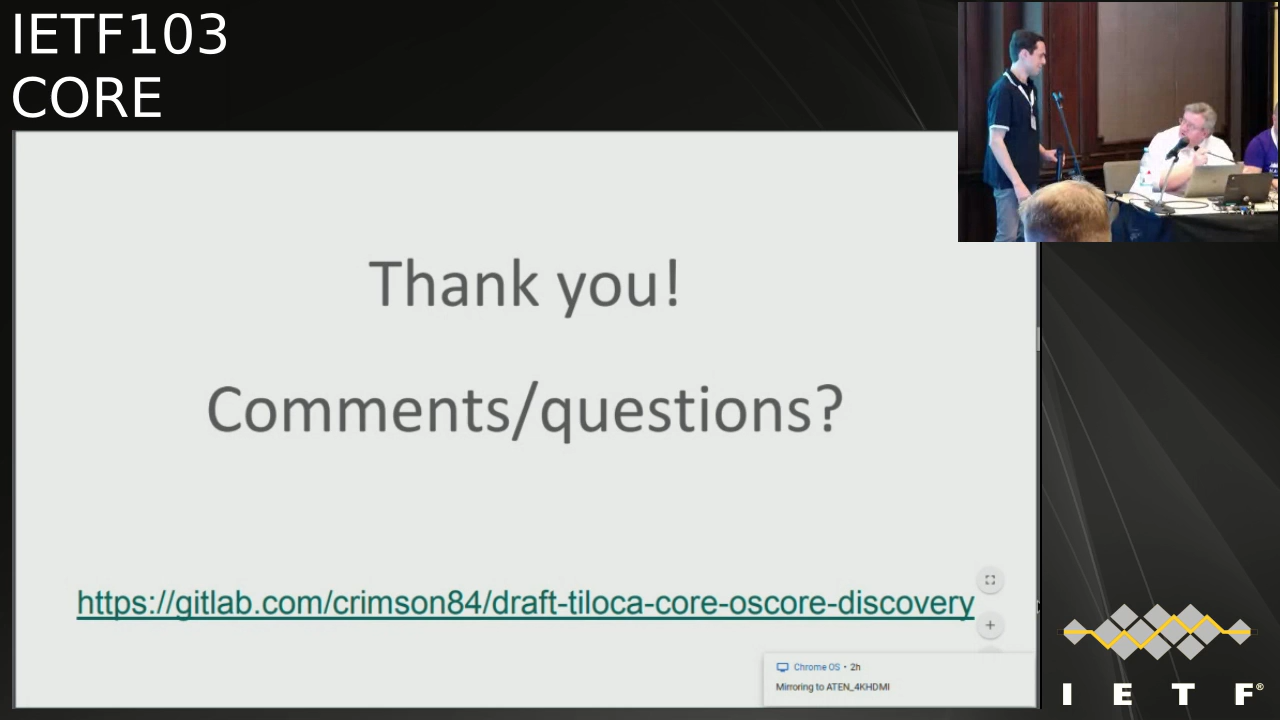 IETF103
CORE
Thank you!
Comments/questions?
https://gitlab.com/crimson84/draft-tiloca-core-oscore-discovery
Chrome OS • 2h
Mirroring to ATEN_4KHDMI
I E T F®